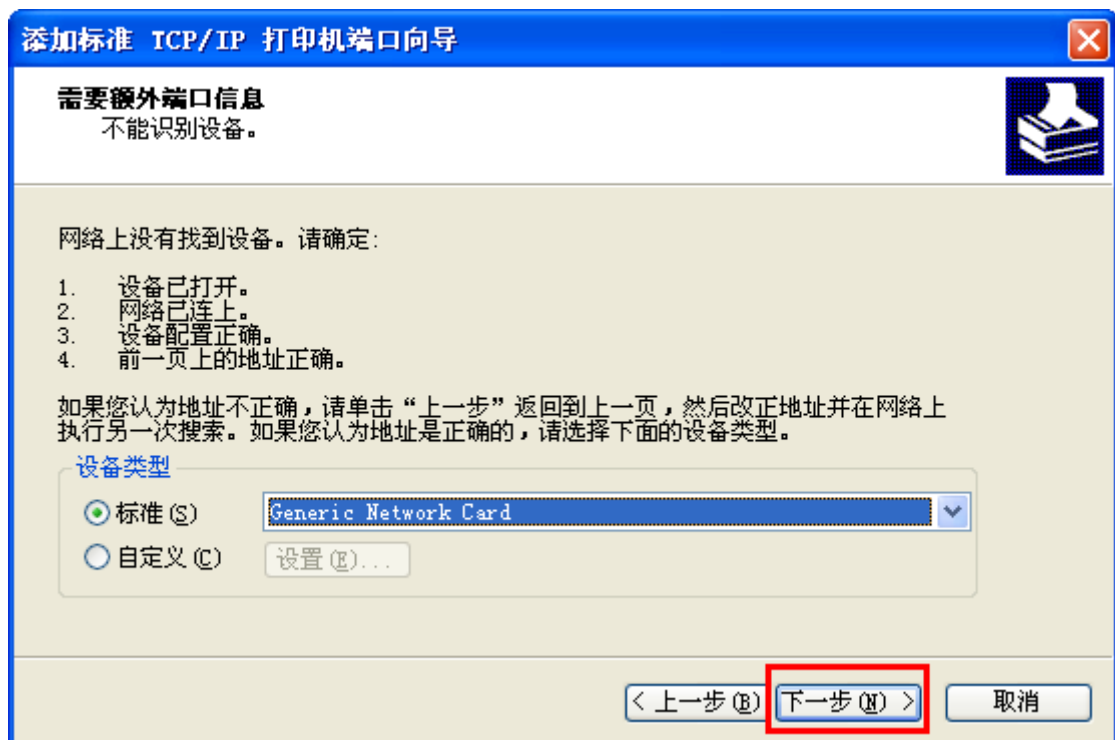 添加标准 TCP/IP 打印机端口向导
需要额外端口信息
不能识别设备。
网络上没有找到设备。请确定:
1. 设备已打开。
2. 网络已连上。
3. 设备配置正确。
4. 前一页上的地址正确。
如果您认为地址不正确，请单击“上一步”返回到上一页，然后改正地址并在网络上
执行另一次搜索。如果您认为地址是正确的，请选择下面的设备类型。
设备类型
标准(S) Generic Network Card
自定义(C) 设置(E)...
< 上一步(B) 下一步(N) > 取消